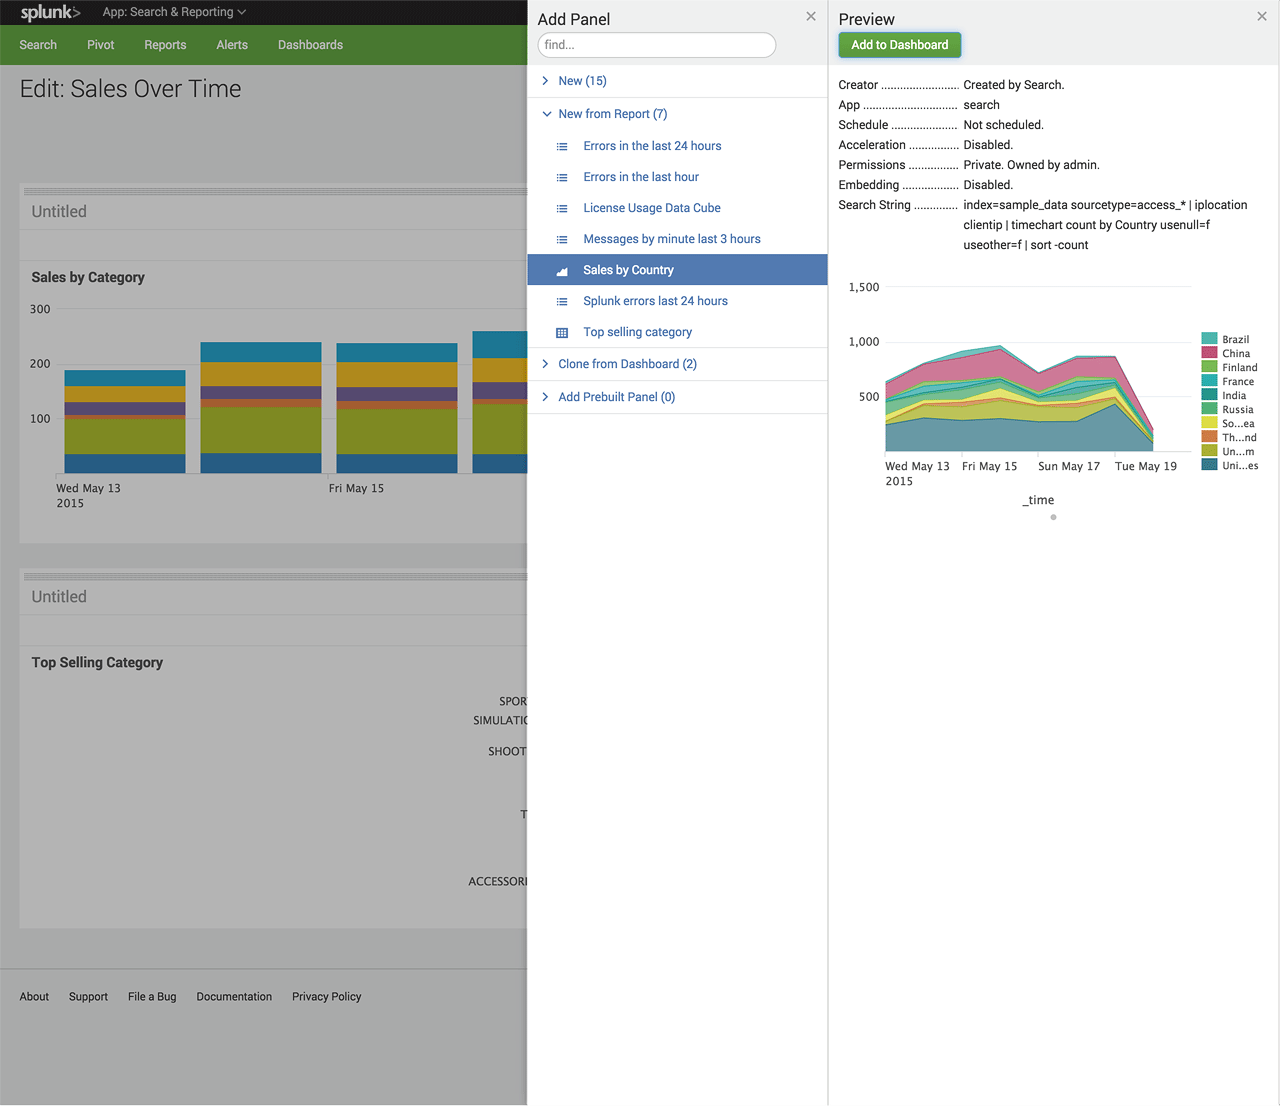 splunk> App: Search & Reporting
Search Pivot Reports Alerts Dashboards
Edit: Sales Over Time
Untitled
Sales by Category
300
200
100
Wed May 13
2015
Fri May 15
Untitled
Top Selling Category
SPOR
SIMULATIO
SHOOT
T
ACCESSORI
About Support File a Bug Documentation Privacy Policy
Add Panel
find...
New (15)
New from Report (7)
Errors in the last 24 hours
Errors in the last hour
License Usage Data Cube
Messages by minute last 3 hours
Sales by Country
Splunk errors last 24 hours
Top selling category
Clone from Dashboard (2)
Add Prebuilt Panel (0)
Preview
Add to Dashboard
Creator ........................ Created by Search.
App ............................. search
Schedule ..................... Not scheduled.
Acceleration ................ Disabled.
Permissions ................ Private. Owned by admin.
Embedding .................. Disabled.
Search String .............. index=sample_data sourcetype=access_* | iplocation
clientip | timechart count by Country usenull=f
useother=f | sort -count
1,500
1,000
500
Wed May 13
2015
Fri May 15
Sun May 17
Tue May 19
_time
Brazil
China
Finland
France
India
Russia
So...ea
Th...nd
Un...m
Uni...es